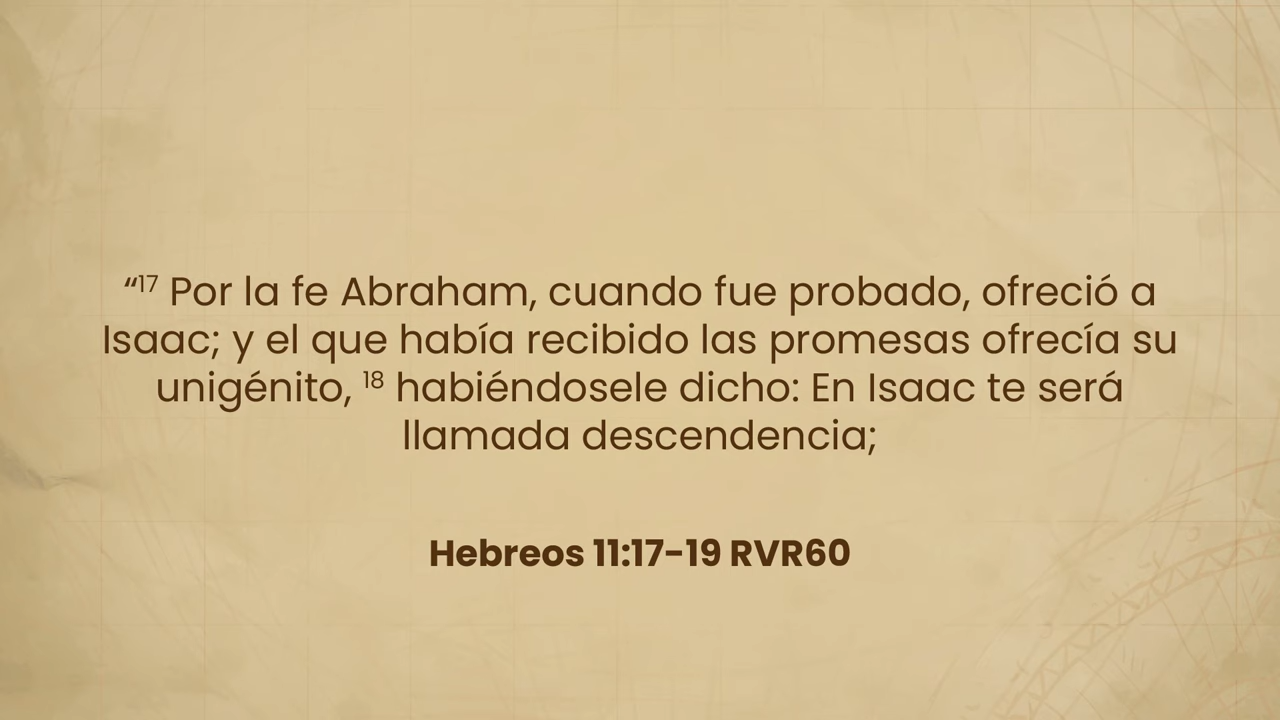 “17 Por la fe Abraham, cuando fue probado, ofreció a
Isaac; y el que había recibido las promesas ofrecía su
unigénito, 18 habiéndosele dicho: En Isaac te será
llamada descendencia;
Hebreos 11:17-19 RVR60